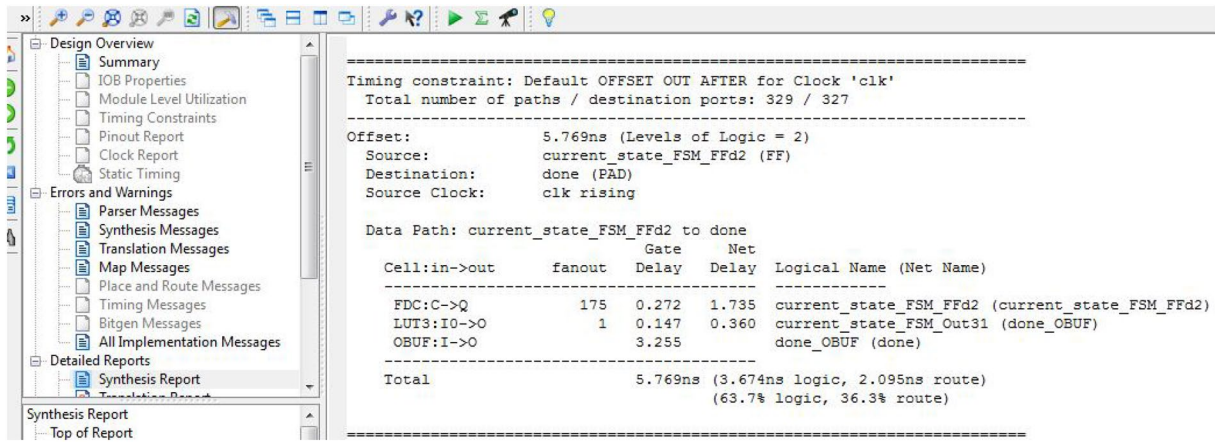 »
Design Overview
Summary
IOB Properties
Module Level Utilization
Timing Constraints
Pinout Report
Clock Report
Static Timing
Errors and Warnings
Parser Messages
Synthesis Messages
Translation Messages
Map Messages
Place and Route Messages
Timing Messages
Bitgen Messages
All Implementation Messages
Detailed Reports
Synthesis Report
Translation Report
Synthesis Report
Top of Report
=========================================================================
Timing constraint: Default OFFSET OUT AFTER for Clock 'clk'
Total number of paths / destination ports: 329 / 327
-------------------------------------------------------------------------
Offset: 5.769ns (Levels of Logic = 2)
Source: current_state_FSM_FFd2 (FF)
Destination: done (PAD)
Source Clock: clk rising
Data Path: current_state_FSM_FFd2 to done
Gate Net
Cell:in->out fanout Delay Delay Logical Name (Net Name)
---------------------------------------- ------------
FDC:C->Q 175 0.272 1.735 current_state_FSM_FFd2 (current_state_FSM_FFd2)
LUT3:I0->O 1 0.147 0.360 current_state_FSM_Out31 (done_OBUF)
OBUF:I->O 3.255 done_OBUF (done)
----------------------------------------
Total 5.769ns (3.674ns logic, 2.095ns route)
(63.7% logic, 36.3% route)
=========================================================================